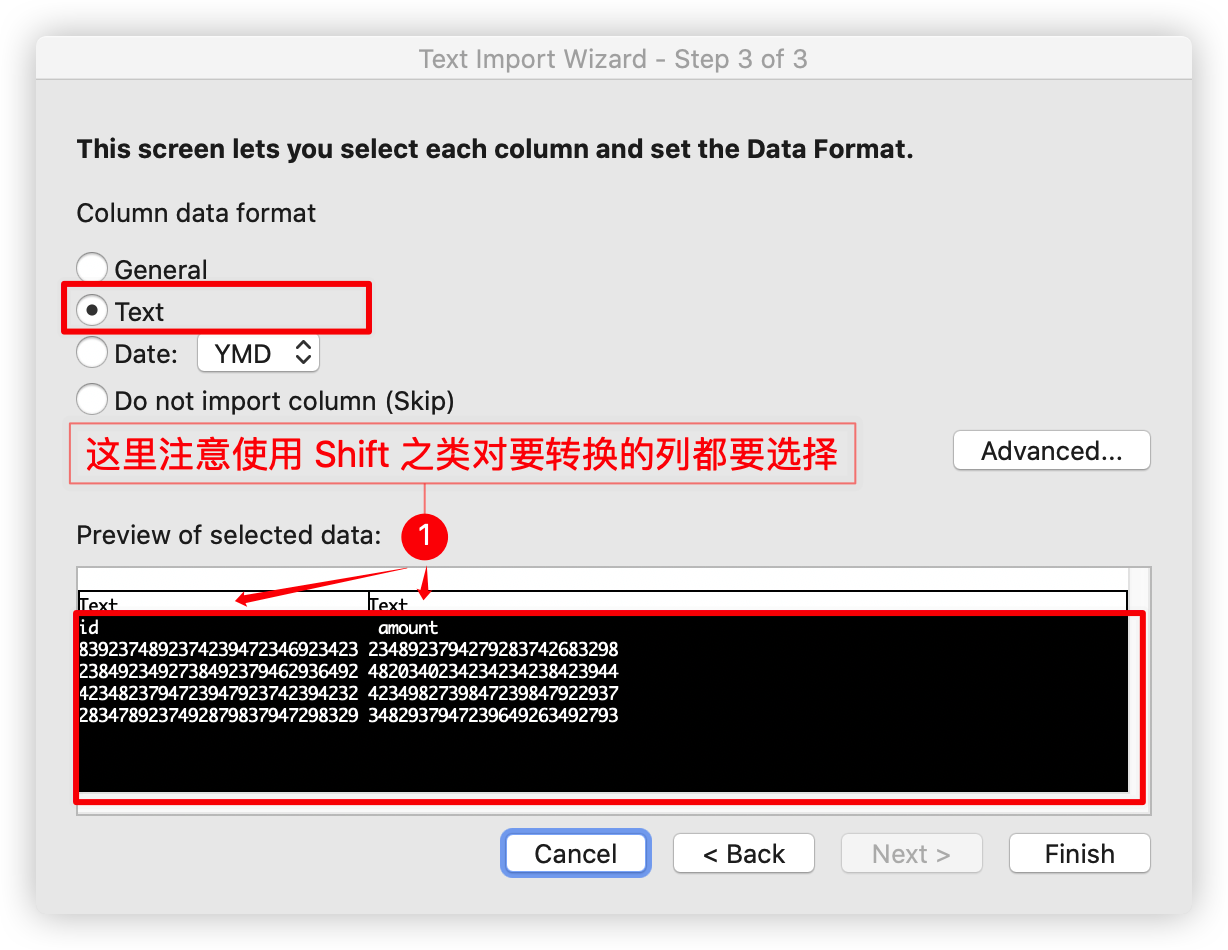 Text Import Wizard - Step 3 of 3
This screen lets you select each column and set the Data Format.
Column data format
General
Text
Date: YMD
Do not import column (Skip)
这里注意使用 Shift 之类对要转换的列都要选择
Advanced...
Preview of selected data:
1
Text Text
id amount
83923748923742394723469 23423 2348923794279283742683298
2384923492738492379462936492 4820340234234234238423944
4234823794723947923742394232 4234982739847239847922937
2834789237492879837947298329 3482937947239649263492793
Cancel
< Back
Next >
Finish